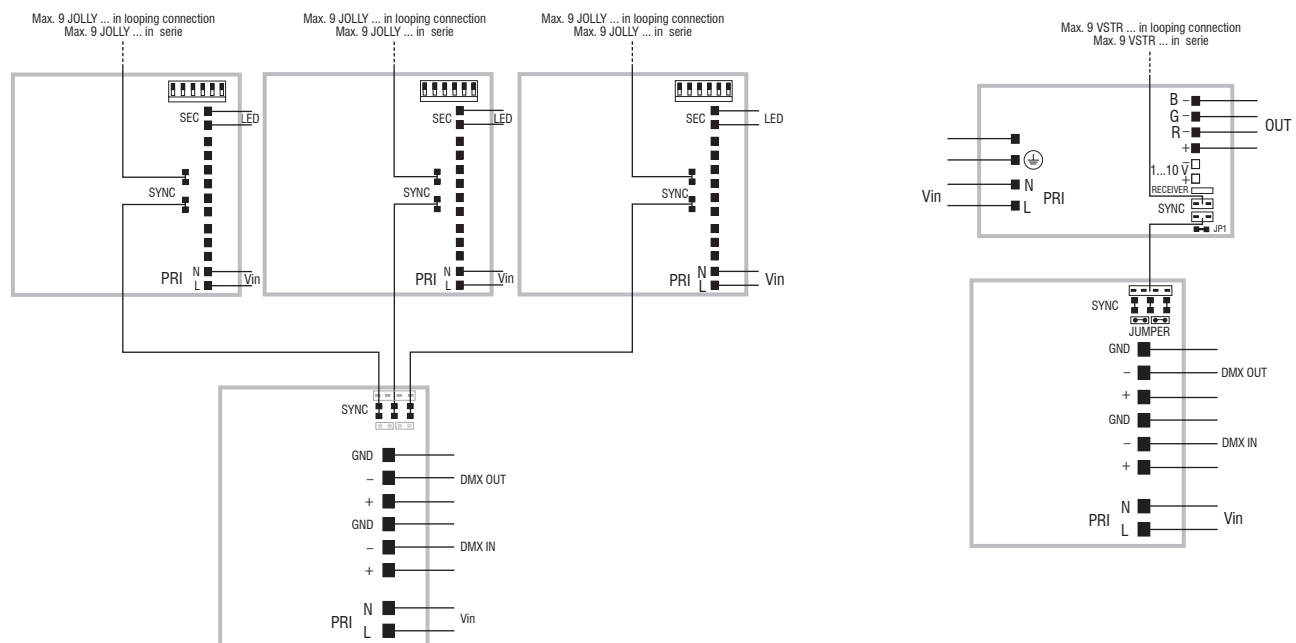 Max. 9 JOLLY ... in looping connection
Max. 9 JOLLY ... in serie
SEC
LED
SYNC
PRI
N
L
Vin
Max. 9 JOLLY ... in looping connection
Max. 9 JOLLY ... in serie
SEC
LED
SYNC
PRI
N
L
Vin
Max. 9 JOLLY ... in looping connection
Max. 9 JOLLY ... in serie
SEC
LED
SYNC
PRI
N
L
Vin
SYNC
GND
–
DMX OUT
+
GND
–
DMX IN
+
PRI
N
L
Vin
Max. 9 VSTR ... in looping connection
Max. 9 VSTR ... in serie
B –
G –
R –
+
OUT
–
1...10 V
+
RECEIVER
SYNC
JP1
Vin
N
L
PRI
SYNC
JUMPER
GND
–
DMX OUT
+
GND
–
DMX IN
+
PRI
N
L
Vin